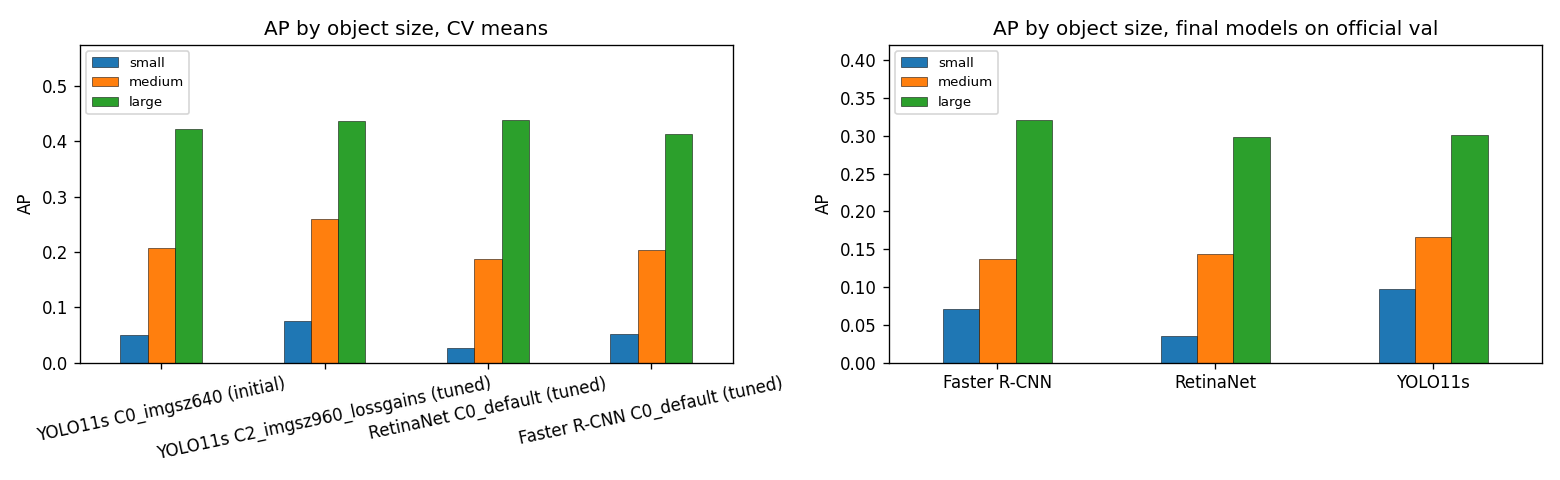 AP by object size, CV means
small
medium
large
AP
0.5
0.4
0.3
0.2
0.1
0.0
YOLO11s C0_imgsz640 (initial)
YOLO11s C2_imgsz960_lossgains (tuned)
RetinaNet C0_default (tuned)
Faster R-CNN C0_default (tuned)
AP by object size, final models on official val
small
medium
large
AP
0.40
0.35
0.30
0.25
0.20
0.15
0.10
0.05
0.00
Faster R-CNN
RetinaNet
YOLO11s